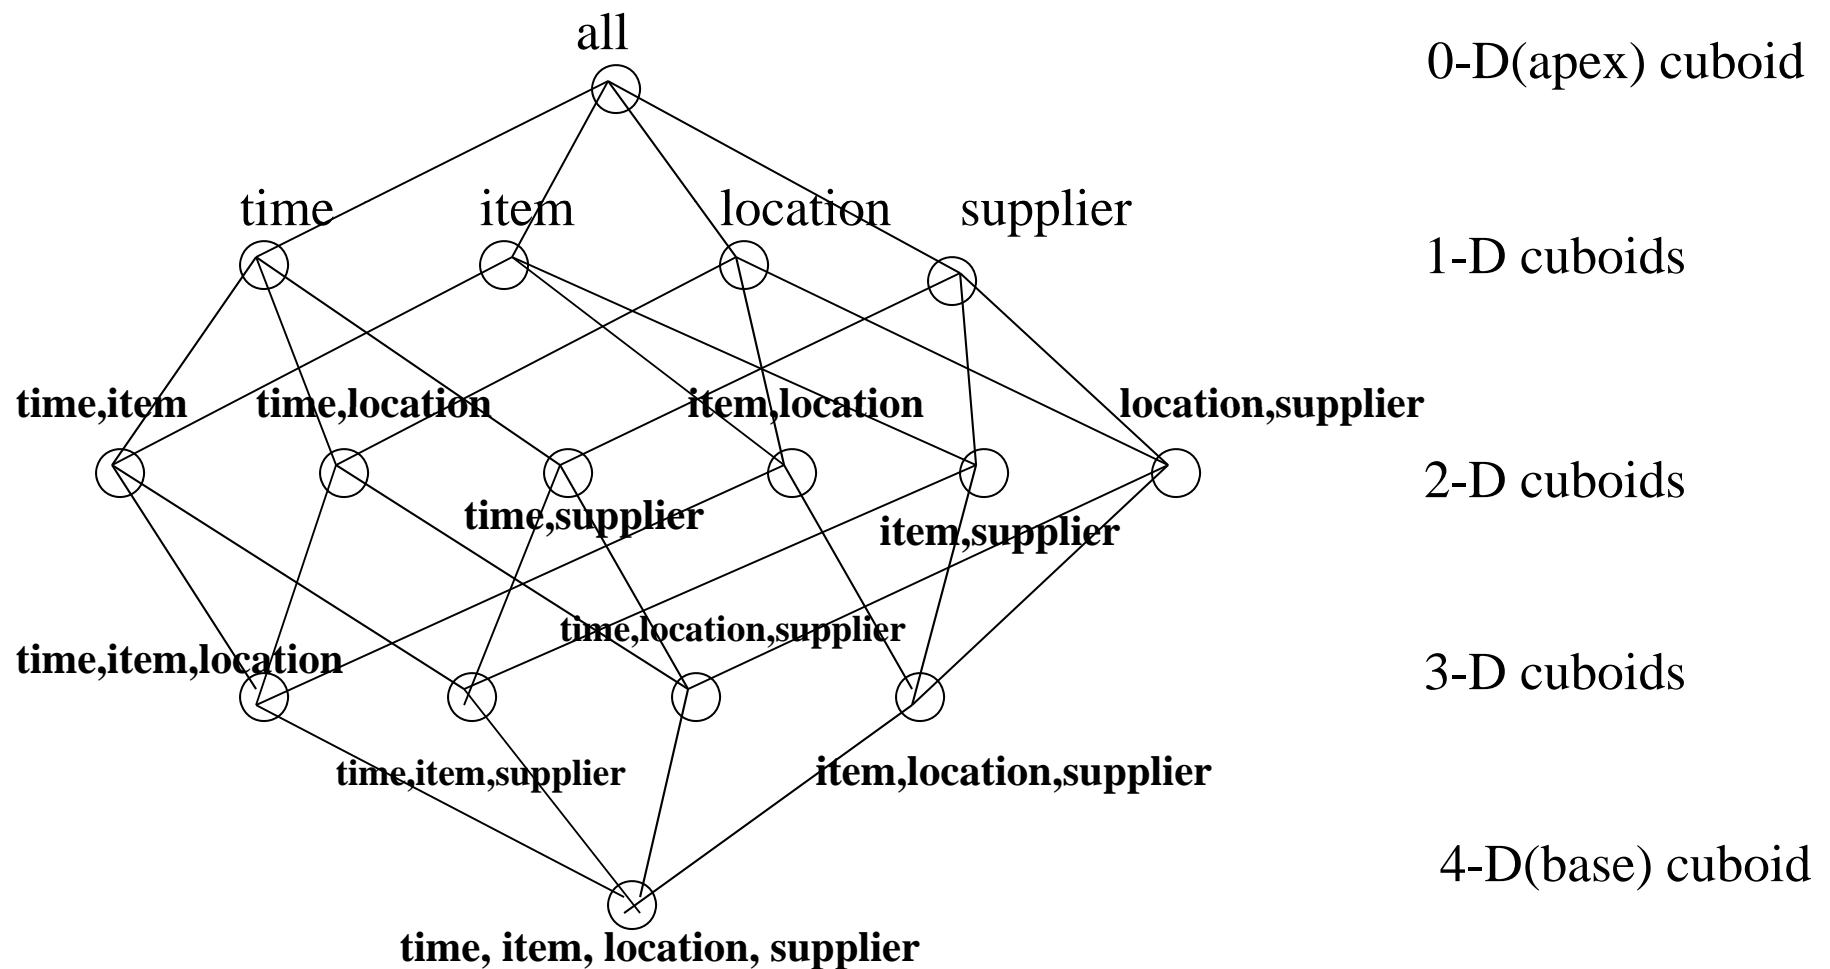 all
0-D(apex) cuboid
time
item
location
supplier
1-D cuboids
time,item
time,location
item,location
location,supplier
2-D cuboids
time,supplier
item,supplier
time,location,supplier
time,item,location
3-D cuboids
time,item,supplier
item,location,supplier
4-D(base) cuboid
time, item, location, supplier